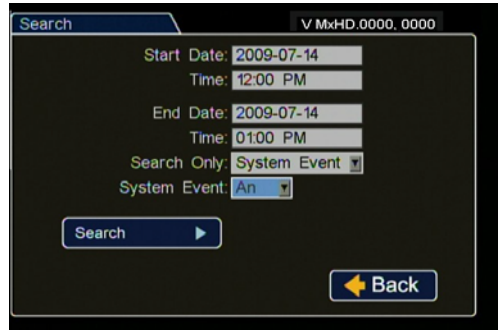 Search
V MxHD.0000, 0000
Start Date: 2009-07-14
Time: 12:00 PM
End Date: 2009-07-14
Time: 01:00 PM
Search Only: System Event
System Event: An
Search
Back